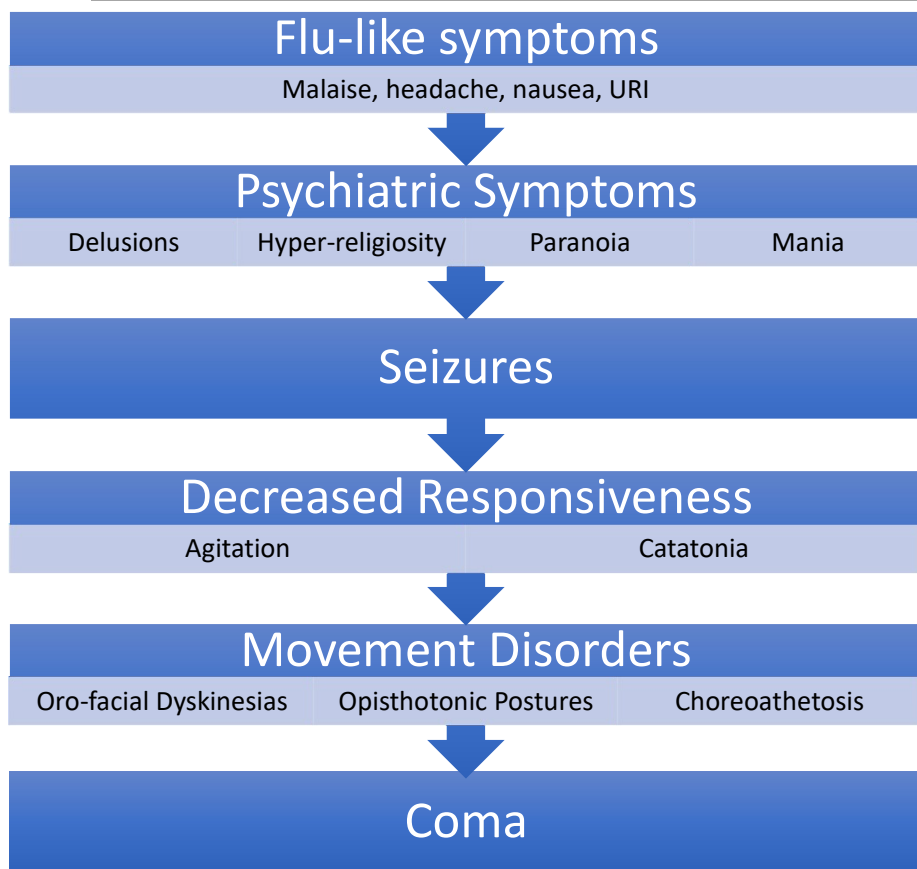 Flu-like symptoms
Malaise, headache, nausea, URI
Psychiatric Symptoms
Delusions Hyper-religiosity Paranoia Mania
Seizures
Decreased Responsiveness
Agitation Catatonia
Movement Disorders
Oro-facial Dyskinesias Opisthotonic Postures Choreoathetosis
Coma